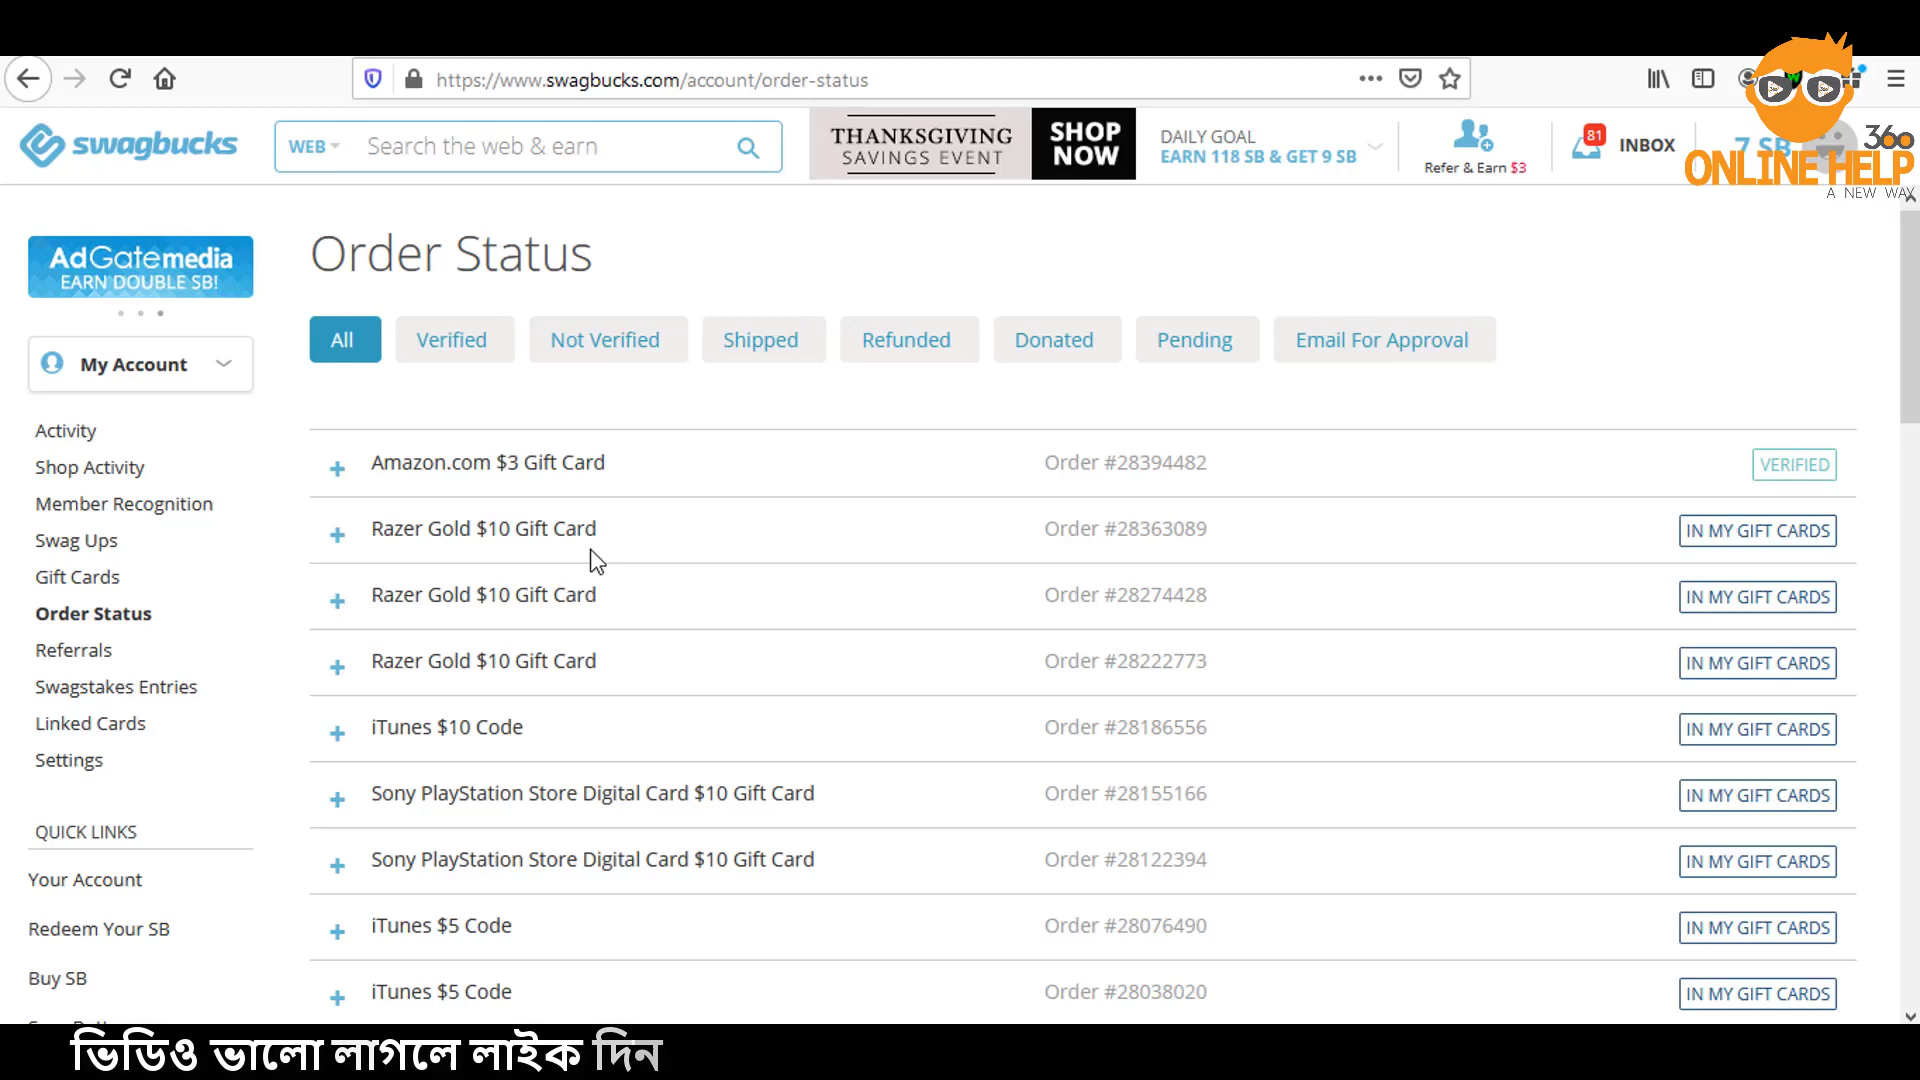 https://www.swagbucks.com/account/order-status
swagbucks
WEB
Search the web & earn
THANKSGIVING
SAVINGS EVENT
SHOP
NOW
DAILY GOAL
EARN 118 SB & GET 9 SB
Refer & Earn $3
81
INBOX
7 SB
360
ONLINE HELP
A NEW WAY
AdGatemedia
EARN DOUBLE SB!
My Account
Activity
Shop Activity
Member Recognition
Swag Ups
Gift Cards
Order Status
Referrals
Swagstakes Entries
Linked Cards
Settings
QUICK LINKS
Your Account
Redeem Your SB
Buy SB
Order Status
All
Verified
Not Verified
Shipped
Refunded
Donated
Pending
Email For Approval
Amazon.com $3 Gift Card Order #28394482 VERIFIED
Razer Gold $10 Gift Card Order #28363089 IN MY GIFT CARDS
Razer Gold $10 Gift Card Order #28274428 IN MY GIFT CARDS
Razer Gold $10 Gift Card Order #28222773 IN MY GIFT CARDS
iTunes $10 Code Order #28186556 IN MY GIFT CARDS
Sony PlayStation Store Digital Card $10 Gift Card Order #28155166 IN MY GIFT CARDS
Sony PlayStation Store Digital Card $10 Gift Card Order #28122394 IN MY GIFT CARDS
iTunes $5 Code Order #28076490 IN MY GIFT CARDS
iTunes $5 Code Order #28038020 IN MY GIFT CARDS
ভিডিও ভালো লাগলে লাইক দিন